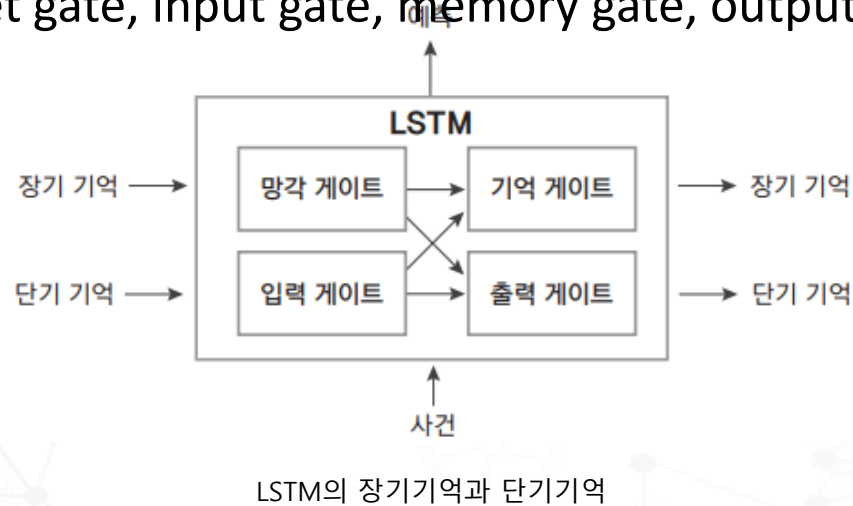 et gate, input gate, memory gate, output
예측
LSTM
장기 기억
망각 게이트
기억 게이트
장기 기억
단기 기억
입력 게이트
출력 게이트
단기 기억
사건
LSTM의 장기기억과 단기기억